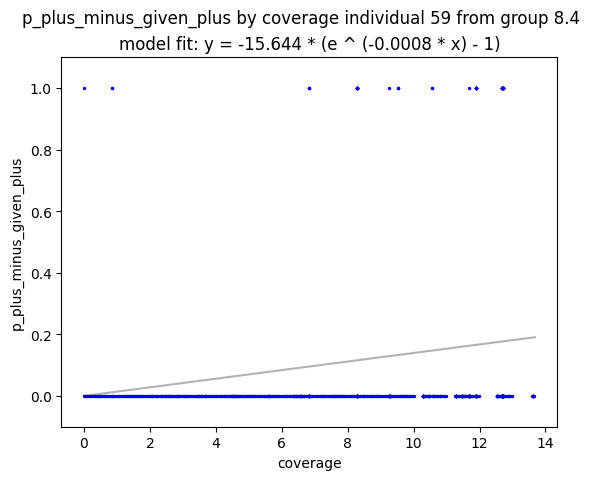 p_plus_minus_given_plus by coverage individual 59 from group 8.4
model fit: y = -15.644 * (e ^ (-0.0008 * x) - 1)
p_plus_minus_given_plus
1.0
0.8
0.6
0.4
0.2
0.0
0 2 4 6 8 10 12 14
coverage